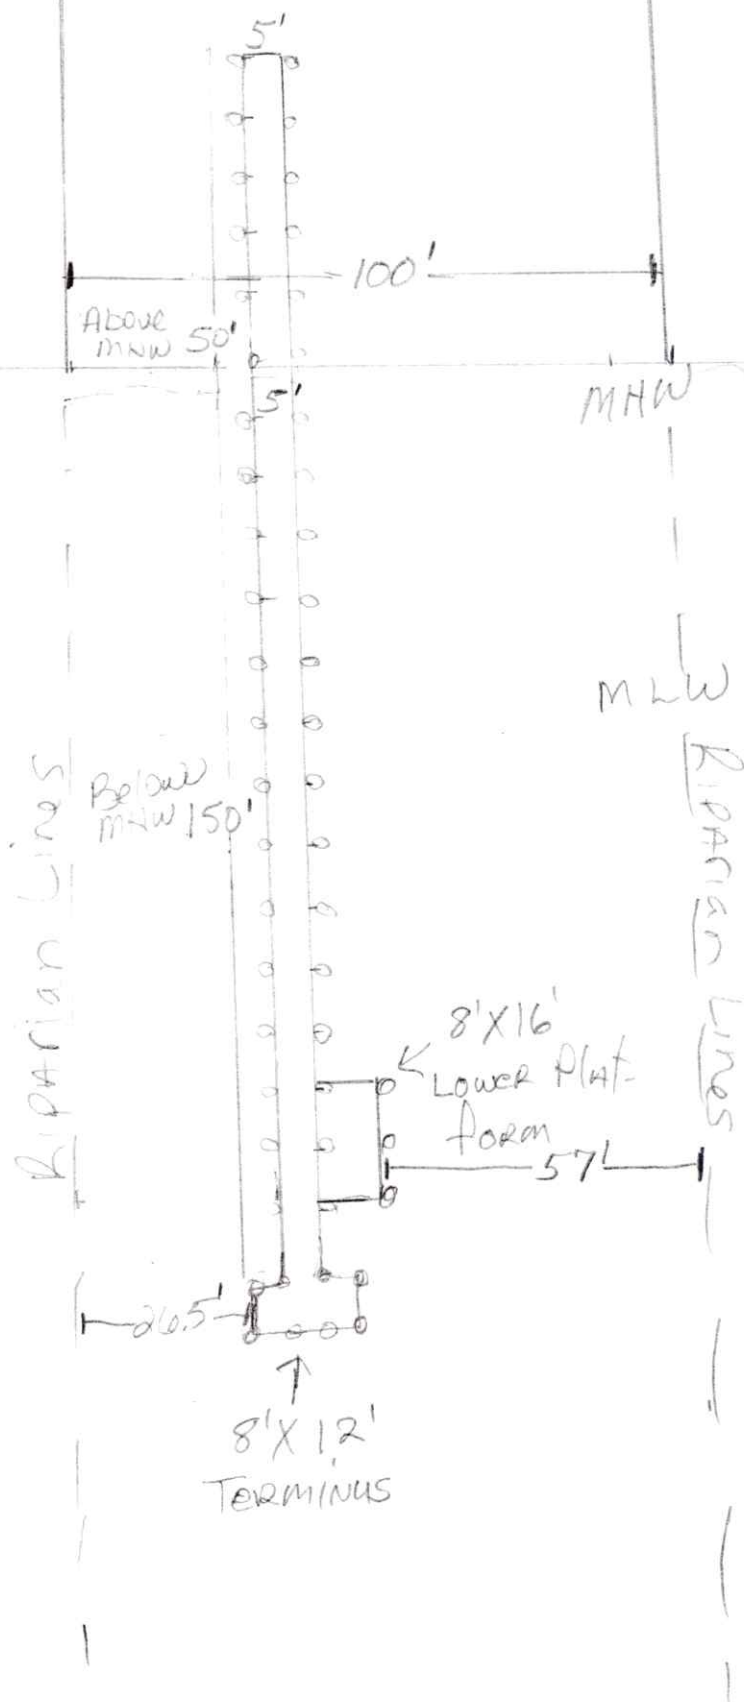 5'
100'
Above
MHW 50'
5'
MHW
MLW
Riparian Lines
Below
MHW 150'
Riparian Lines
8'X16'
Lower Plat-
form
57'
26.5'
8'X12'
Terminus